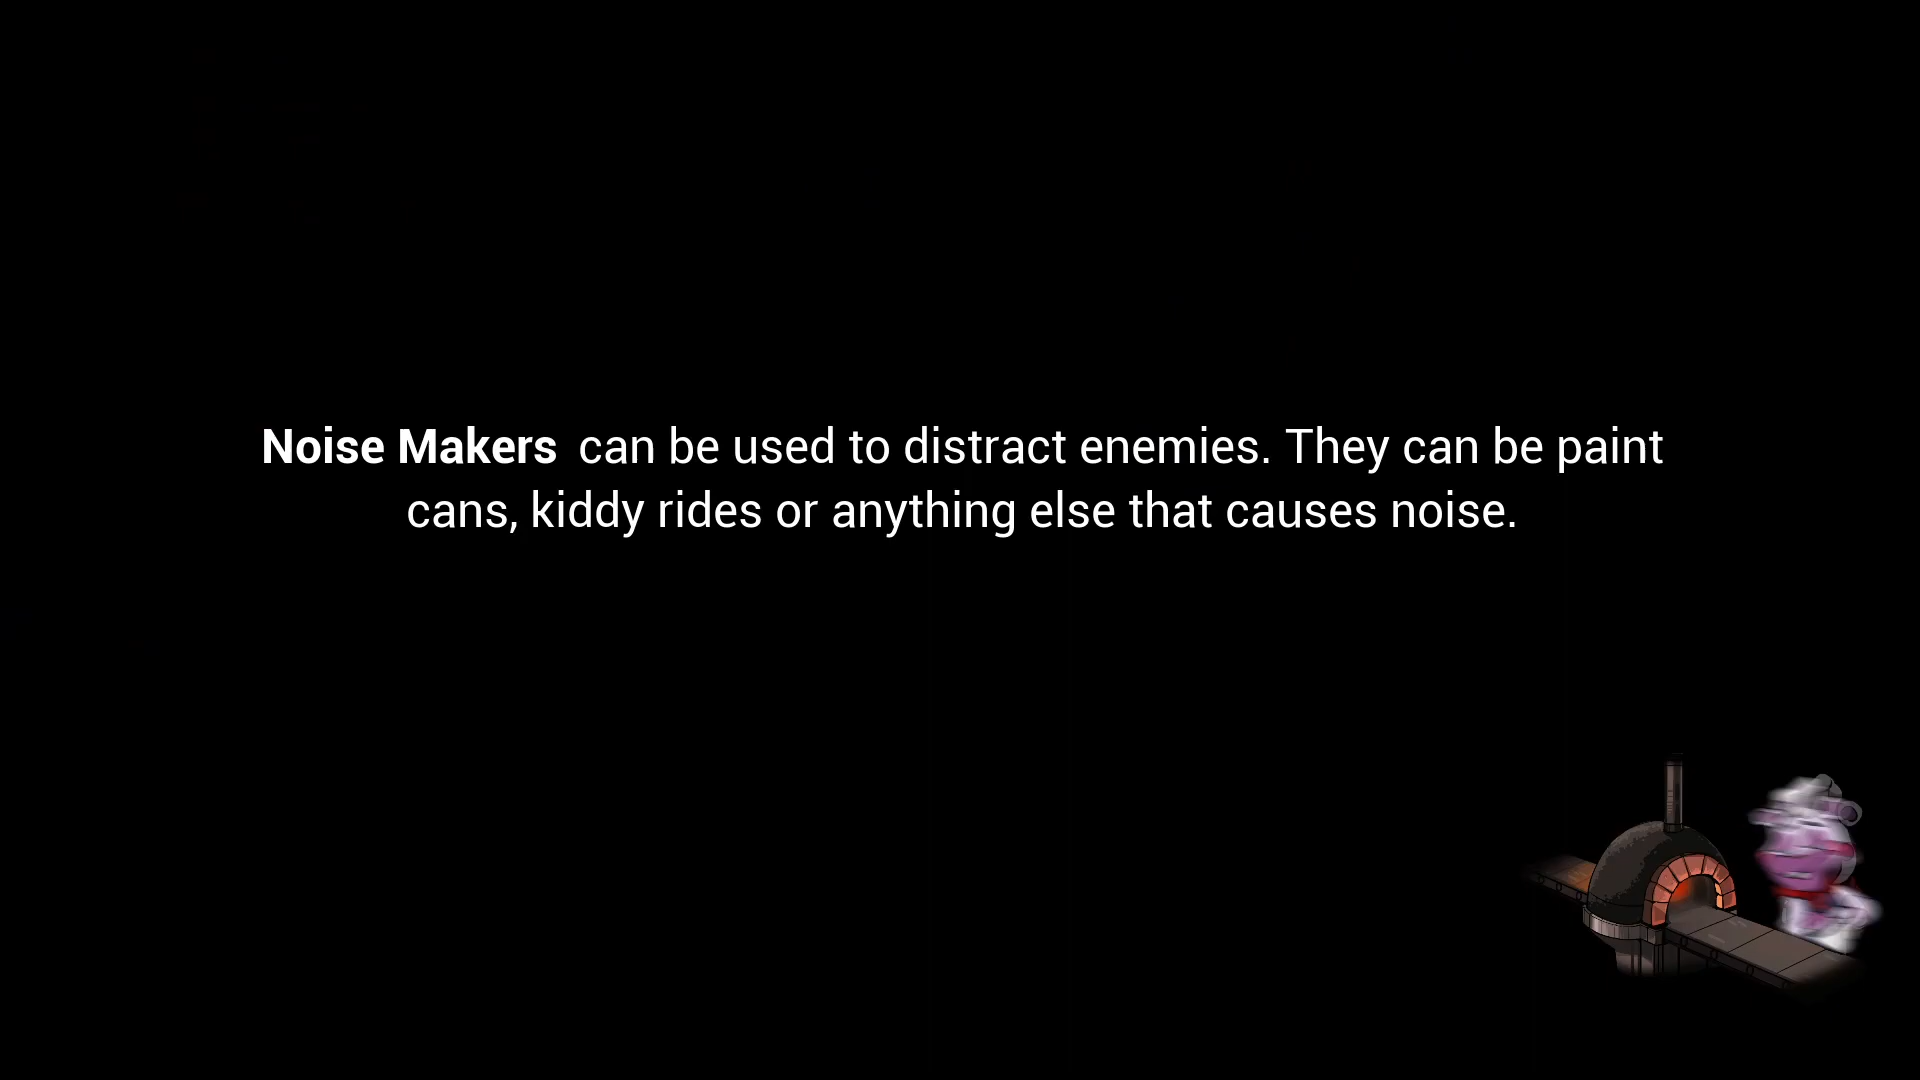 Noise Makers can be used to distract enemies. They can be paint
cans, kiddy rides or anything else that causes noise.